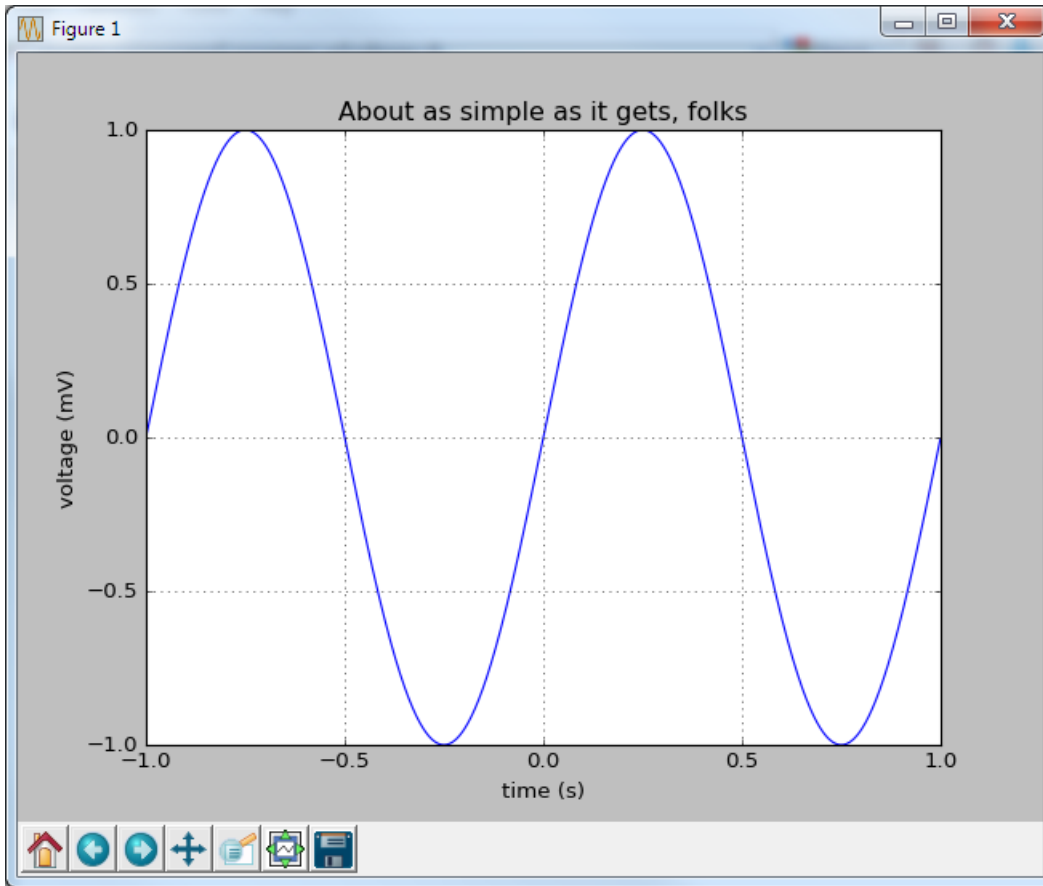 Figure 1
About as simple as it gets, folks
1.0
0.5
0.0
−0.5
−1.0
voltage (mV)
−1.0 −0.5 0.0 0.5 1.0
time (s)